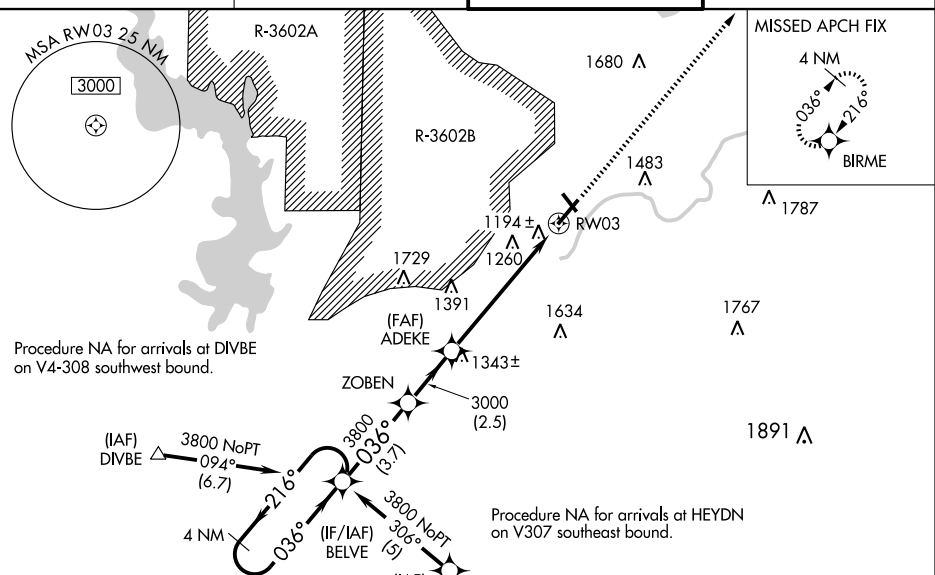 MSA RW03 25 NM
3000
R-3602A
R-3602B
1680
MISSED APCH FIX
4 NM
036°
216°
BIRME
1483
1787
1194 ±
RW03
1260
1729
1391
1634
1767
(FAF)
ADEKE
1343 ±
Procedure NA for arrivals at DIVBE
on V4-308 southwest bound.
ZOBEN
3000
(2.5)
3800
036°
(3.7)
1891
(IAF)
DIVBE
3800 NoPT
094°
(6.7)
216°
4 NM
036°
(IF/IAF)
BELVE
3800 NoPT
306°
(5)
Procedure NA for arrivals at HEYDN
on V307 southeast bound.